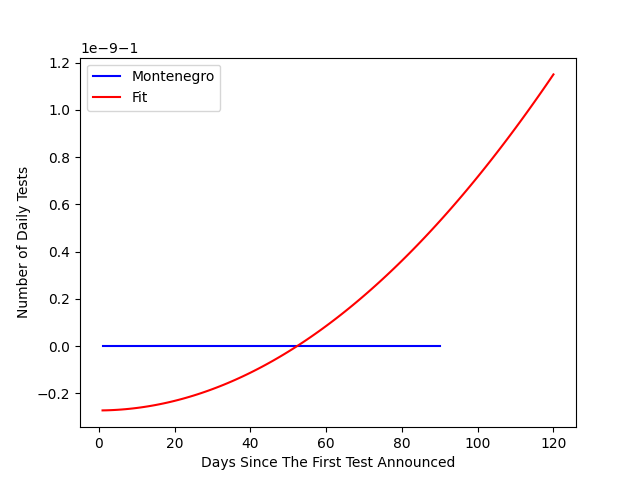 1e−9−1
1.2
1.0
0.8
0.6
0.4
0.2
0.0
−0.2
Number of Daily Tests
Montenegro
Fit
0 20 40 60 80 100 120
Days Since The First Test Announced